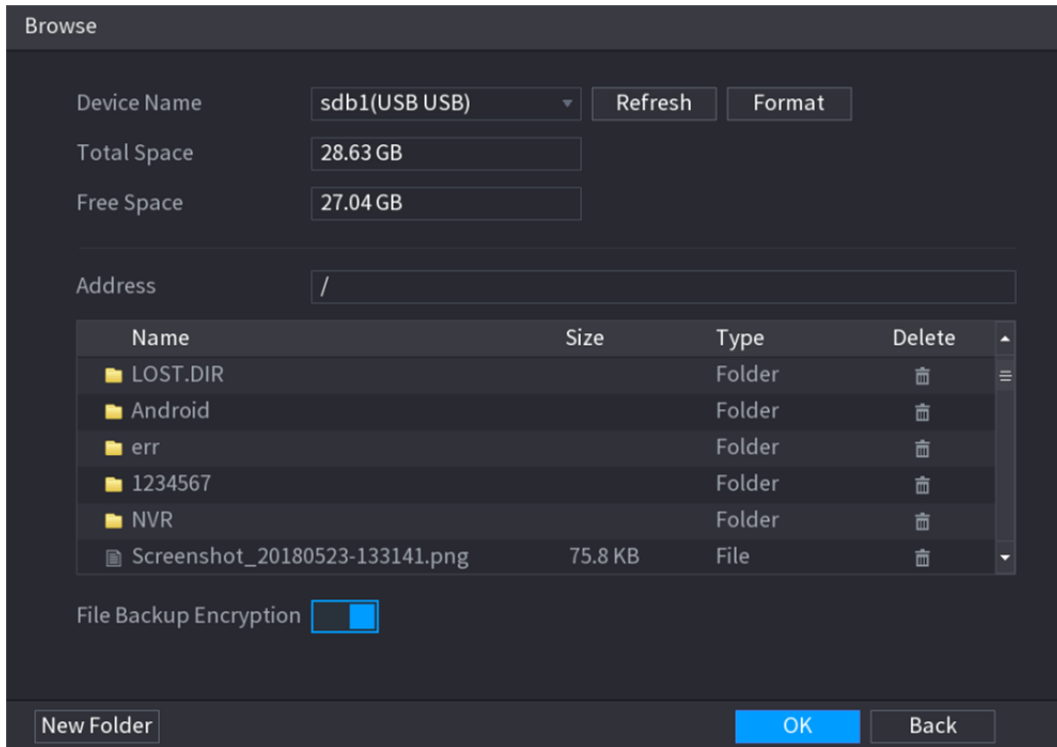 Browse
Device Name sdb1(USB USB) Refresh Format
Total Space 28.63 GB
Free Space 27.04 GB
Address /
Name Size Type Delete
LOST.DIR Folder
Android Folder
err Folder
1234567 Folder
NVR Folder
Screenshot_20180523-133141.png 75.8 KB File
File Backup Encryption
New Folder OK Back